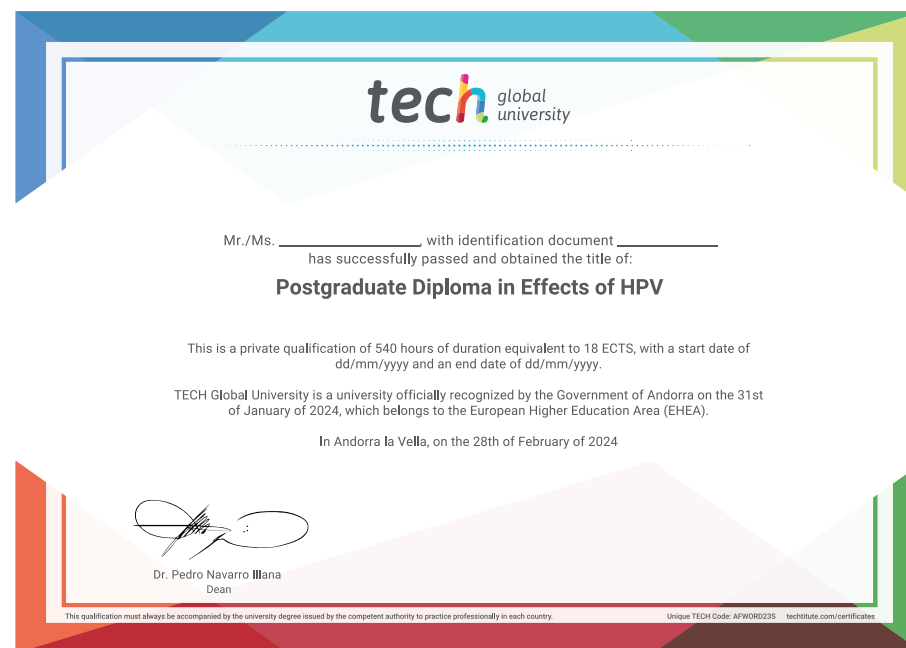 tech global
university
Mr./Ms. ____________________, with identification document ______________
has successfully passed and obtained the title of:
Postgraduate Diploma in Effects of HPV
This is a private qualification of 540 hours of duration equivalent to 18 ECTS, with a start date of
dd/mm/yyyy and an end date of dd/mm/yyyy.
TECH Global University is a university officially recognized by the Government of Andorra on the 31st
of January of 2024, which belongs to the European Higher Education Area (EHEA).
In Andorra la Vella, on the 28th of February of 2024
Dr. Pedro Navarro Illana
Dean
This qualification must always be accompanied by the university degree issued by the competent authority to practice professionally in each country. Unique TECH Code: AFWORD23S techtitute.com/certificates